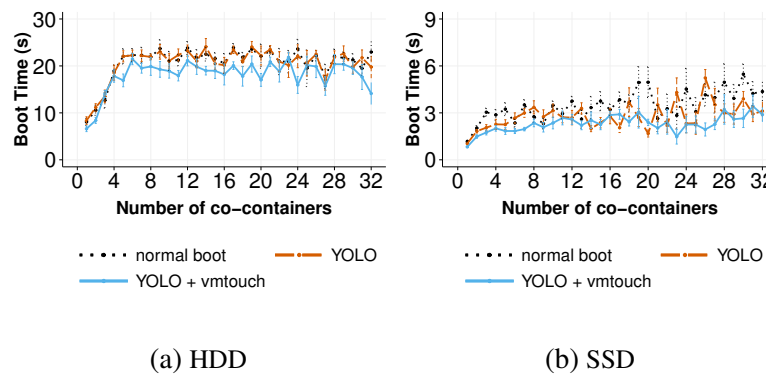 30
20
10
0
Boot Time (s)
0 4 8 12 16 20 24 28 32
Number of co-containers
normal boot
YOLO
YOLO + vmtouch
(a) HDD
9
6
3
0
Boot Time (s)
0 4 8 12 16 20 24 28 32
Number of co-containers
normal boot
YOLO
YOLO + vmtouch
(b) SSD